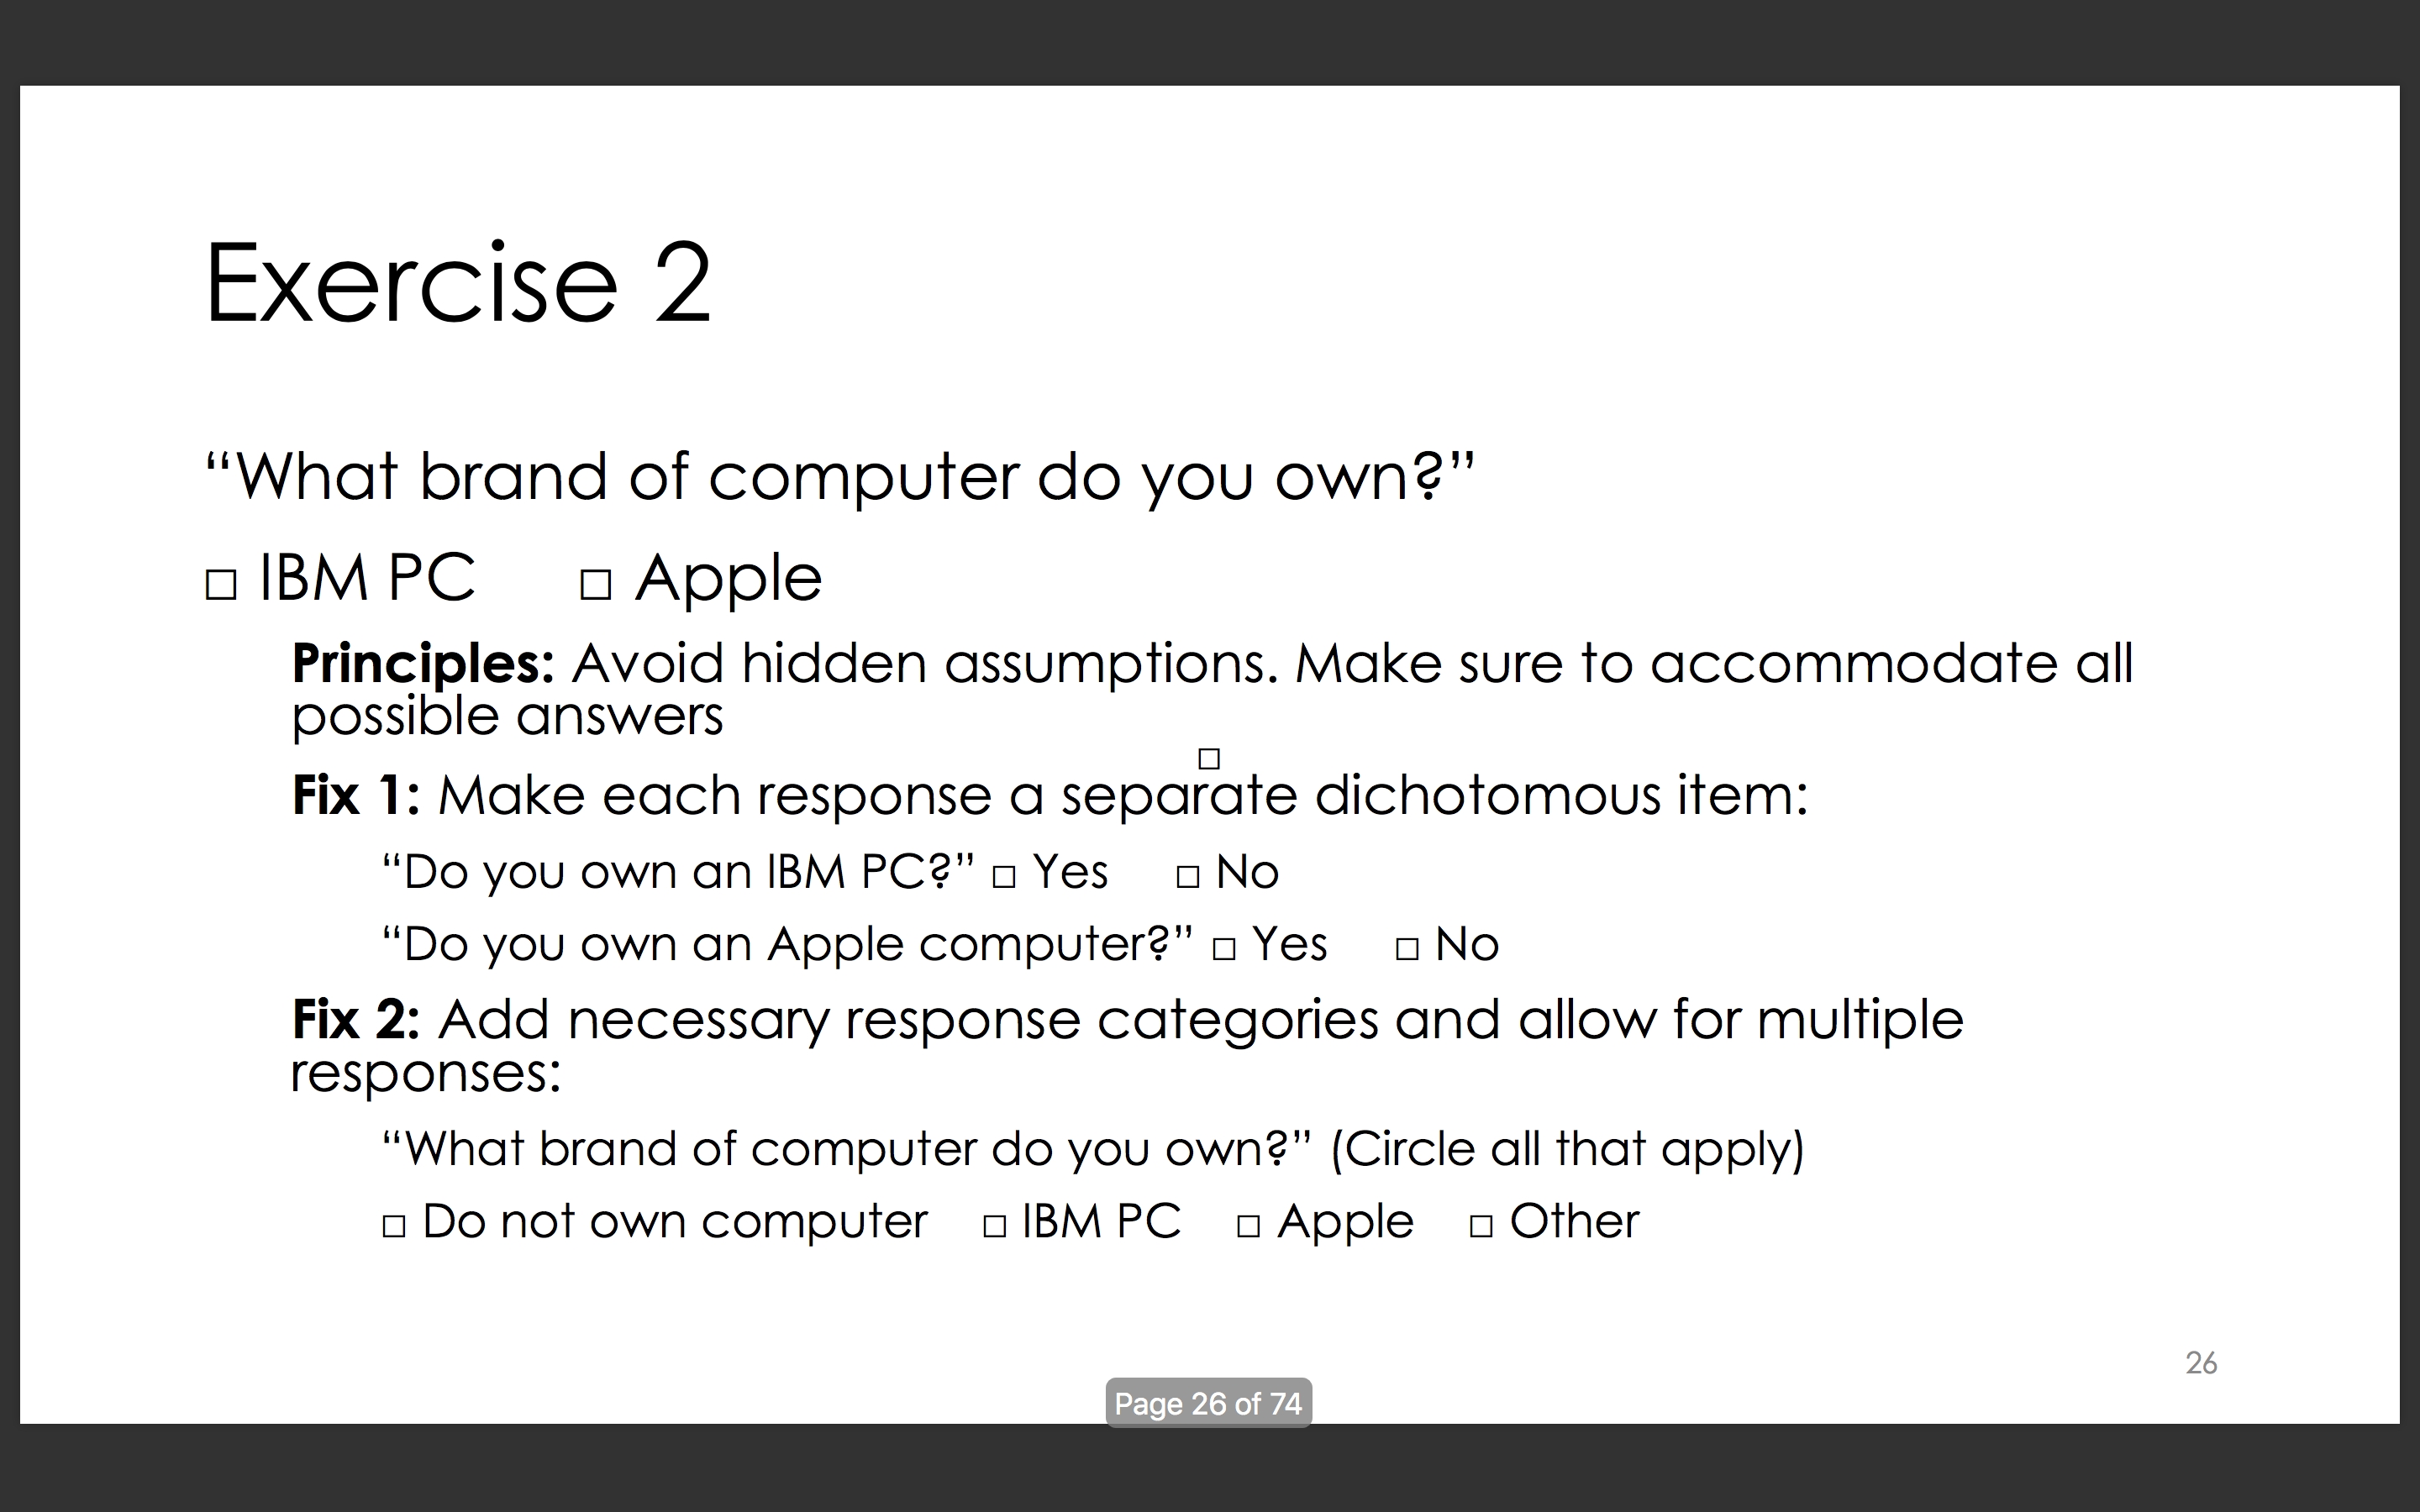 Exercise 2
“What brand of computer do you own?”
□ IBM PC □ Apple
Principles: Avoid hidden assumptions. Make sure to accommodate all
possible answers
□
Fix 1: Make each response a separate dichotomous item:
“Do you own an IBM PC?” □ Yes □ No
“Do you own an Apple computer?” □ Yes □ No
Fix 2: Add necessary response categories and allow for multiple
responses:
“What brand of computer do you own?” (Circle all that apply)
□ Do not own computer □ IBM PC □ Apple □ Other
26
Page 26 of 74